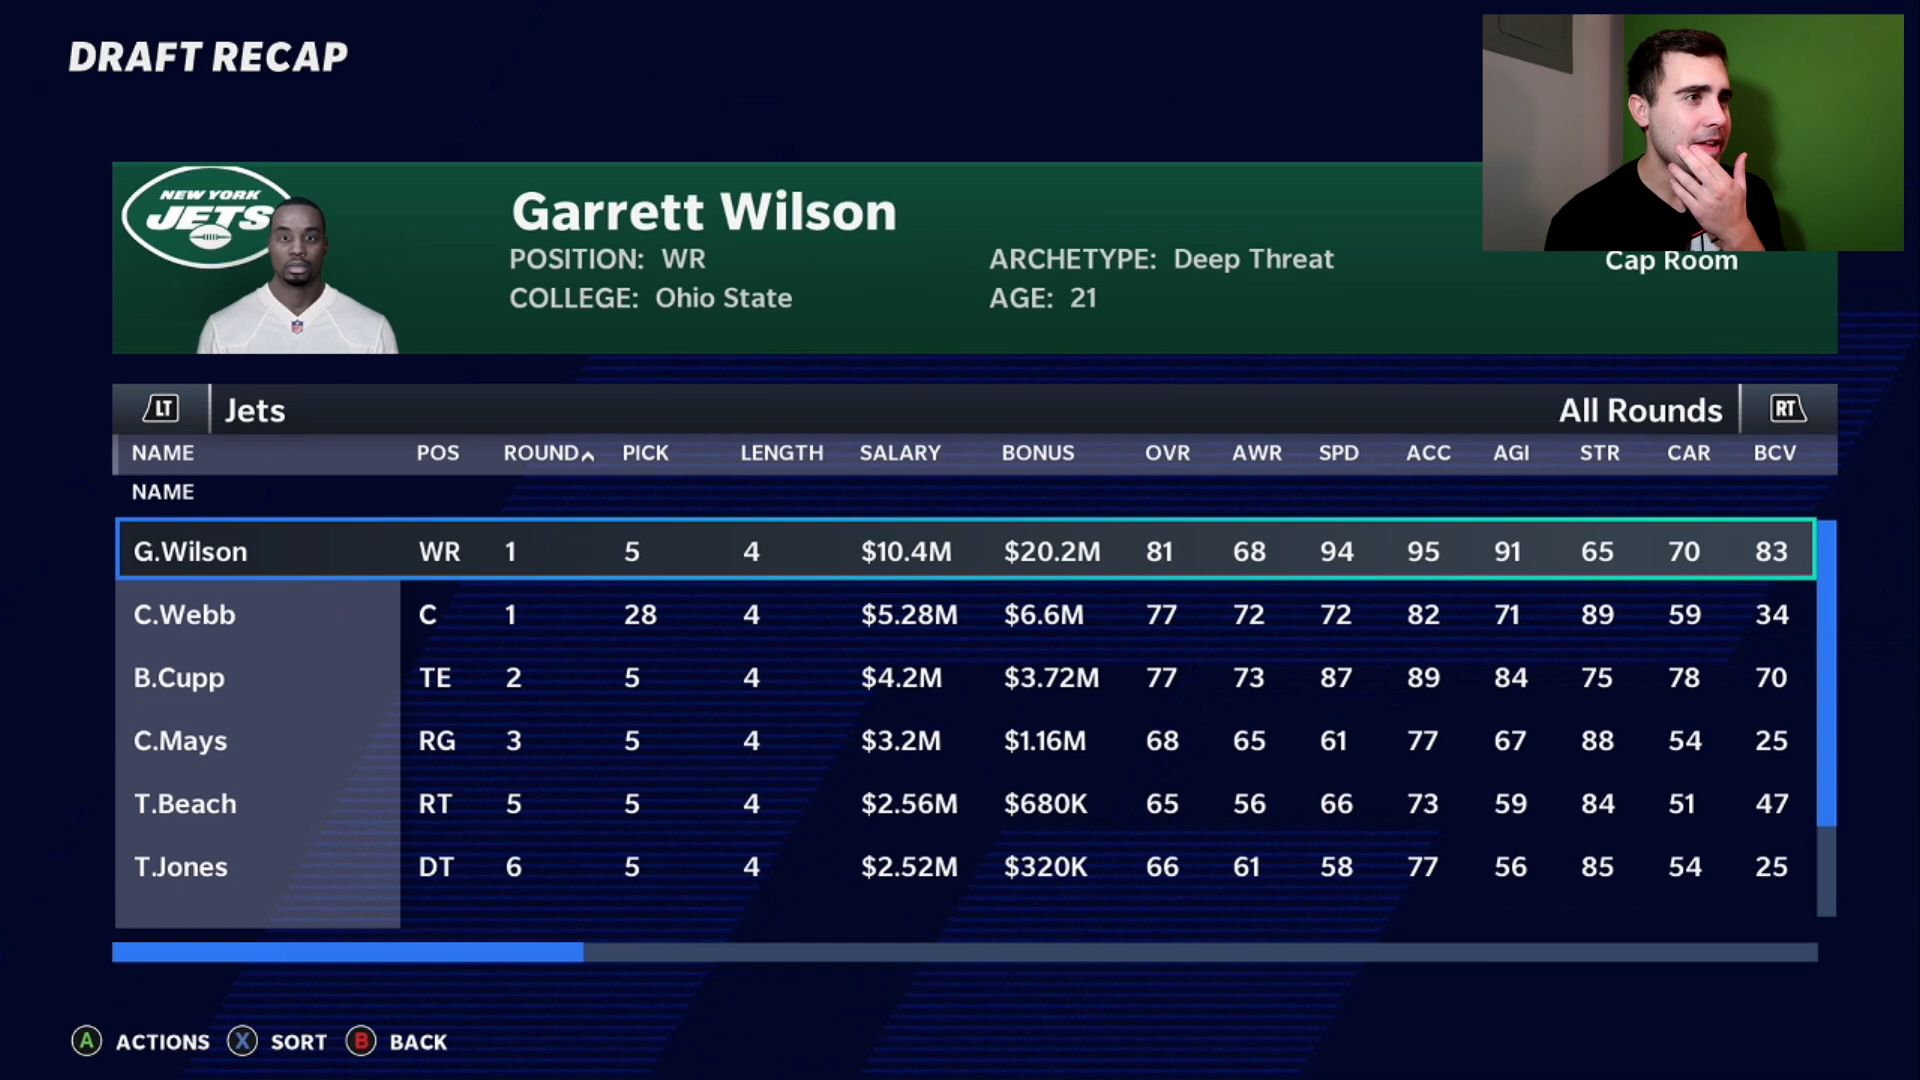 DRAFT RECAP
NEW YORK
JETS
Garrett Wilson
POSITION: WR
ARCHETYPE: Deep Threat
Cap Room
COLLEGE: Ohio State
AGE: 21
LT Jets All Rounds RT
NAME POS ROUND PICK LENGTH SALARY BONUS OVR AWR SPD ACC AGI STR CAR BCV
NAME
G.Wilson WR 1 5 4 $10.4M $20.2M 81 68 94 95 91 65 70 83
C.Webb C 1 28 4 $5.28M $6.6M 77 72 72 82 71 89 59 34
B.Cupp TE 2 5 4 $4.2M $3.72M 77 73 87 89 84 75 78 70
C.Mays RG 3 5 4 $3.2M $1.16M 68 65 61 77 67 88 54 25
T.Beach RT 5 5 4 $2.56M $680K 65 56 66 73 59 84 51 47
T.Jones DT 6 5 4 $2.52M $320K 66 61 58 77 56 85 54 25
A ACTIONS X SORT B BACK